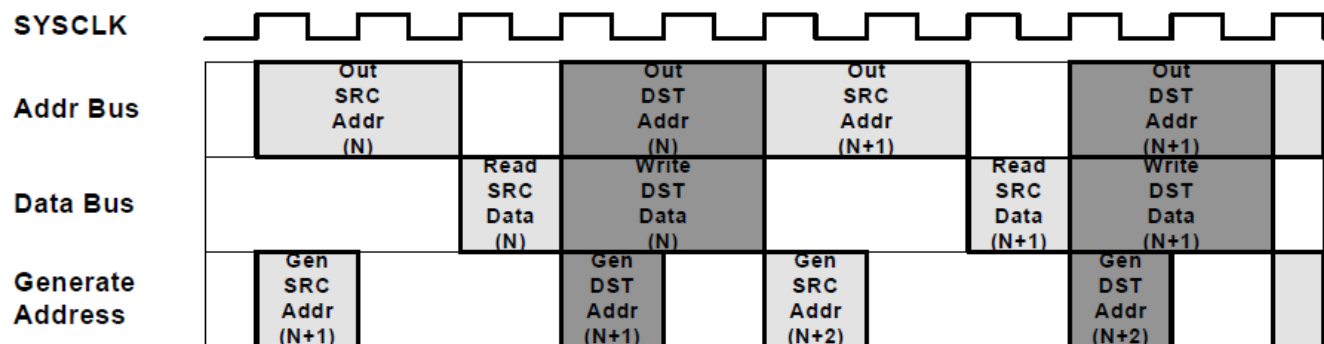 SYSCLK
Addr Bus
Out
SRC
Addr
(N)
Out
DST
Addr
(N)
Out
SRC
Addr
(N+1)
Out
DST
Addr
(N+1)
Data Bus
Read
SRC
Data
(N)
Write
DST
Data
(N)
Read
SRC
Data
(N+1)
Write
DST
Data
(N+1)
Generate
Address
Gen
SRC
Addr
(N+1)
Gen
DST
Addr
(N+1)
Gen
SRC
Addr
(N+2)
Gen
DST
Addr
(N+2)